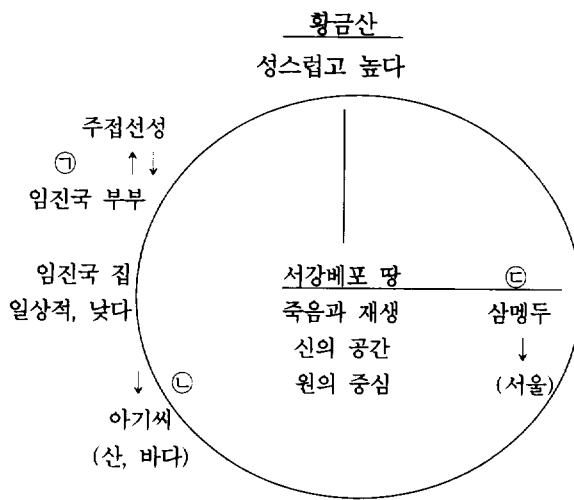 황금산
성스럽고 높다
주접선성
㉠ ↑ ↓
임진국 부부
임진국 집
일상적, 낮다
서강베포 땅
죽음과 재생
신의 공간
원의 중심
㉢
삼멩두
↓
(서울)
↓ ㉡
아기씨
(산, 바다)